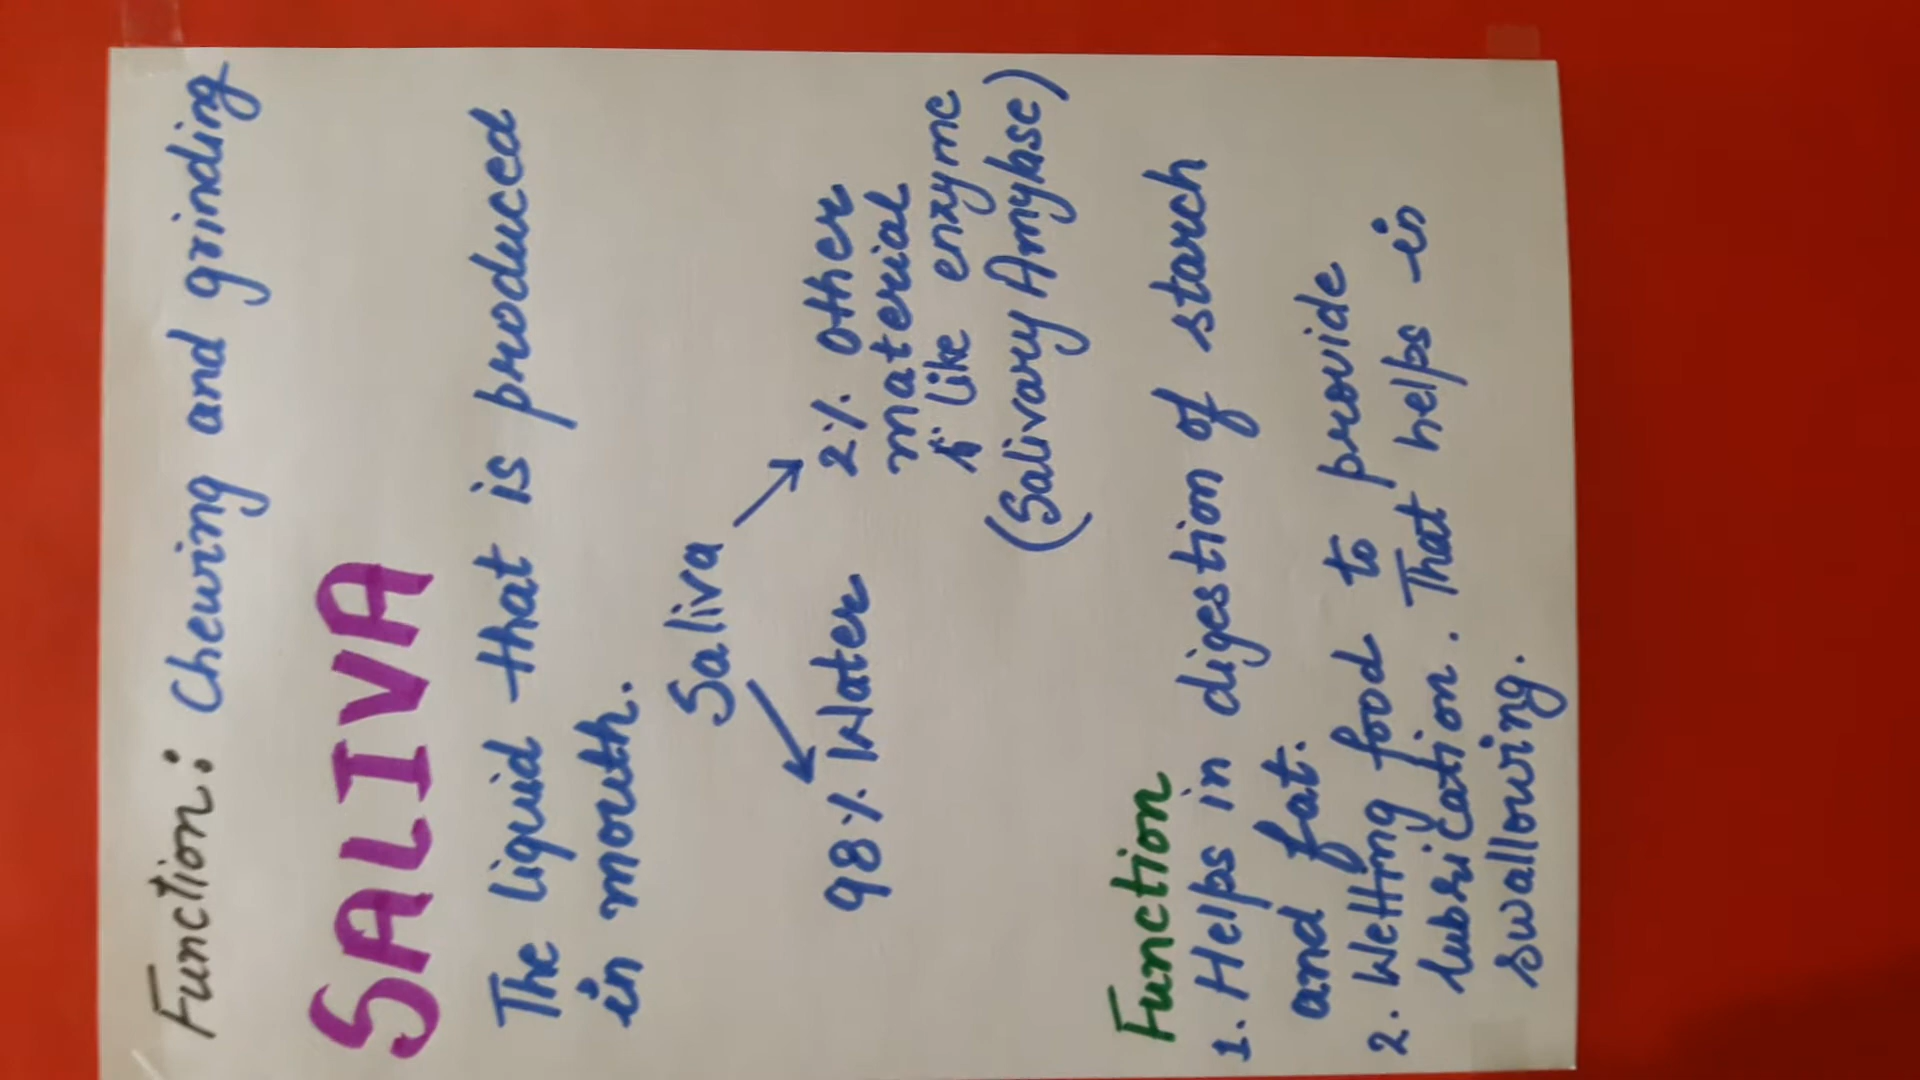 Function: Chewing and grinding
SALIVA
The liquid that is produced
in mouth.
Saliva
98% Water
2% other
material
like enzyme
(Salivary Amylase)
Function
1. Helps in digestion of starch
and fat.
2. Wetting food to provide
lubrication. That helps in
swallowing.